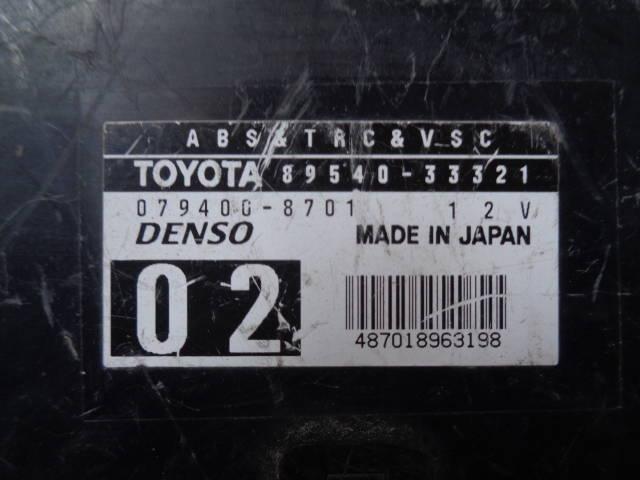 ABS&TRC&VSC
TOYOTA 89540-33321
079400-8701 12V
DENSO MADE IN JAPAN
02
487018963198